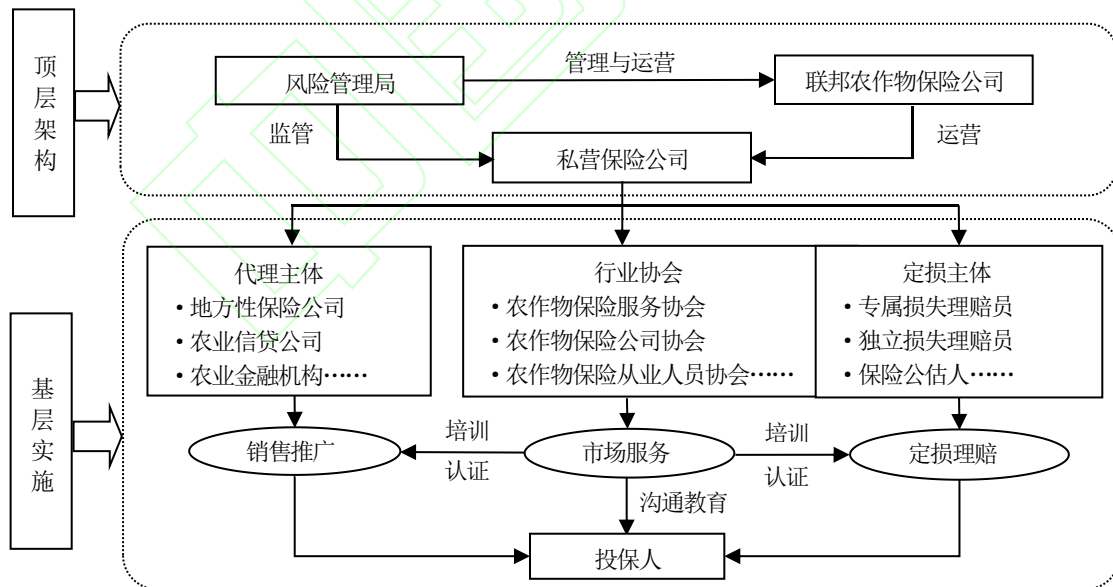 顶层架构
风险管理局
管理与运营
联邦农作物保险公司
监管
运营
私营保险公司
基层实施
代理主体
・地方性保险公司
・农业信贷公司
・农业金融机构……
行业协会
・农作物保险服务协会
・农作物保险公司协会
・农作物保险从业人员协会……
定损主体
・专属损失理赔员
・独立损失理赔员
・保险公估人……
销售推广
培训
认证
市场服务
培训
认证
定损理赔
沟通教育
投保人